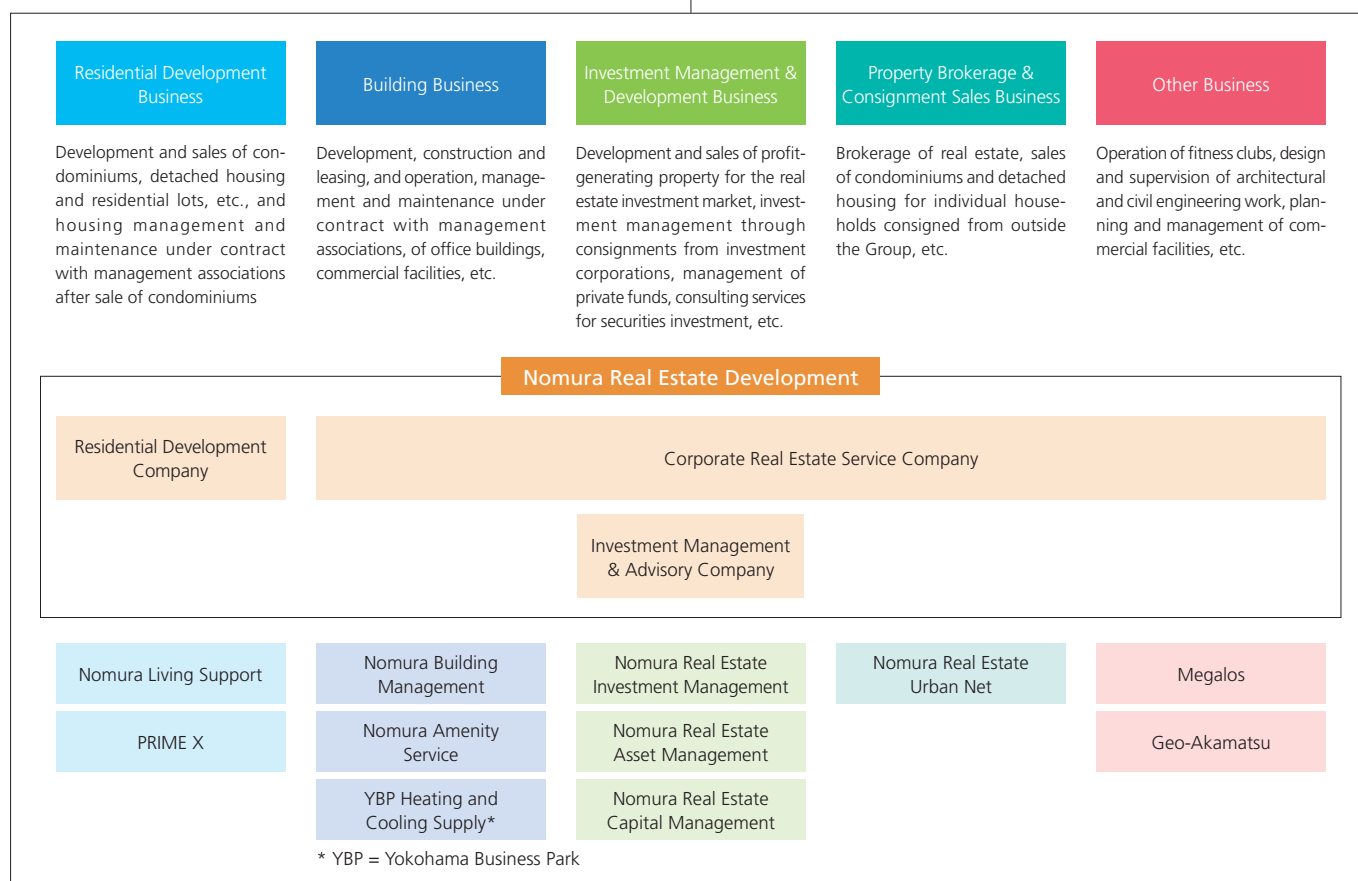 Residential Development
Business
Building Business
Investment Management &
Development Business
Property Brokerage &
Consignment Sales Business
Other Business
Development and sales of con-
dominiums, detached housing
and residential lots, etc., and
housing management and
maintenance under contract
with management associations
after sale of condominiums
Development, construction and
leasing, and operation, manage-
ment and maintenance under
contract with management
associations, of office buildings,
commercial facilities, etc.
Development and sales of profit-
generating property for the real
estate investment market, invest-
ment management through
consignments from investment
corporations, management of
private funds, consulting services
for securities investment, etc.
Brokerage of real estate, sales
of condominiums and detached
housing for individual house-
holds consigned from outside
the Group, etc.
Operation of fitness clubs, design
and supervision of architectural
and civil engineering work, plan-
ning and management of com-
mercial facilities, etc.
Nomura Real Estate Development
Residential Development
Company
Corporate Real Estate Service Company
Investment Management
& Advisory Company
Nomura Living Support
PRIME X
Nomura Building
Management
Nomura Amenity
Service
YBP Heating and
Cooling Supply*
Nomura Real Estate
Investment Management
Nomura Real Estate
Asset Management
Nomura Real Estate
Capital Management
Nomura Real Estate
Urban Net
Megalos
Geo-Akamatsu
* YBP = Yokohama Business Park